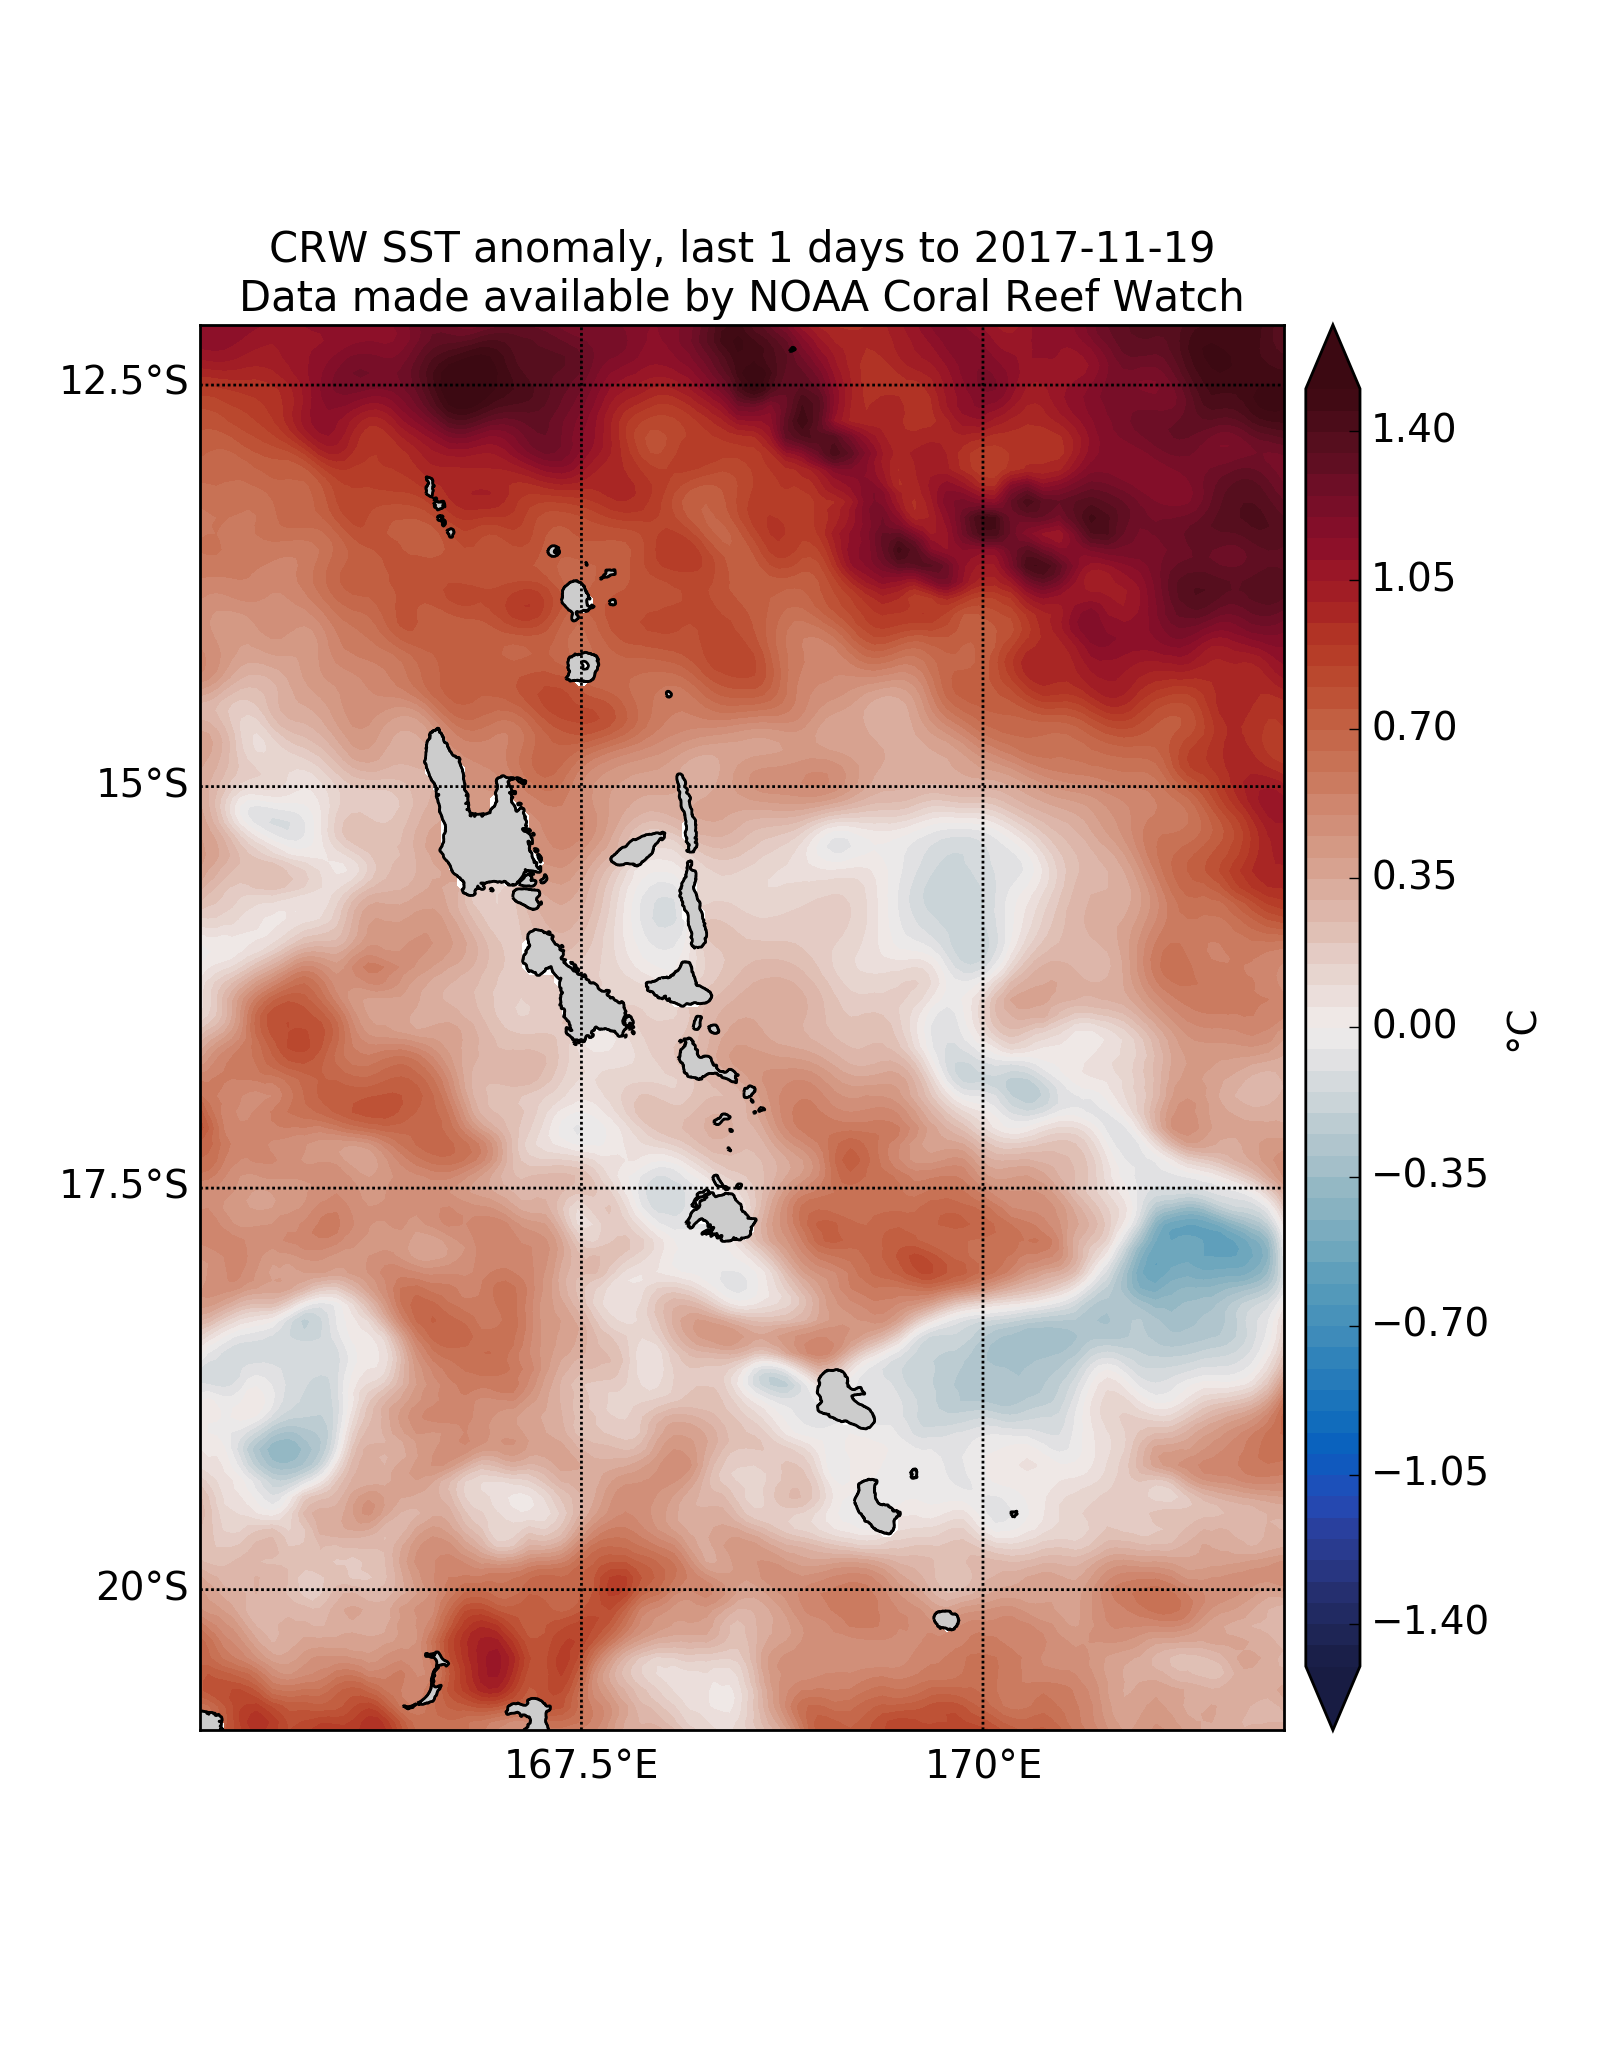 CRW SST anomaly, last 1 days to 2017-11-19
Data made available by NOAA Coral Reef Watch
12.5°S
15°S
17.5°S
20°S
167.5°E
170°E
1.40
1.05
0.70
0.35
0.00
−0.35
−0.70
−1.05
−1.40
°C